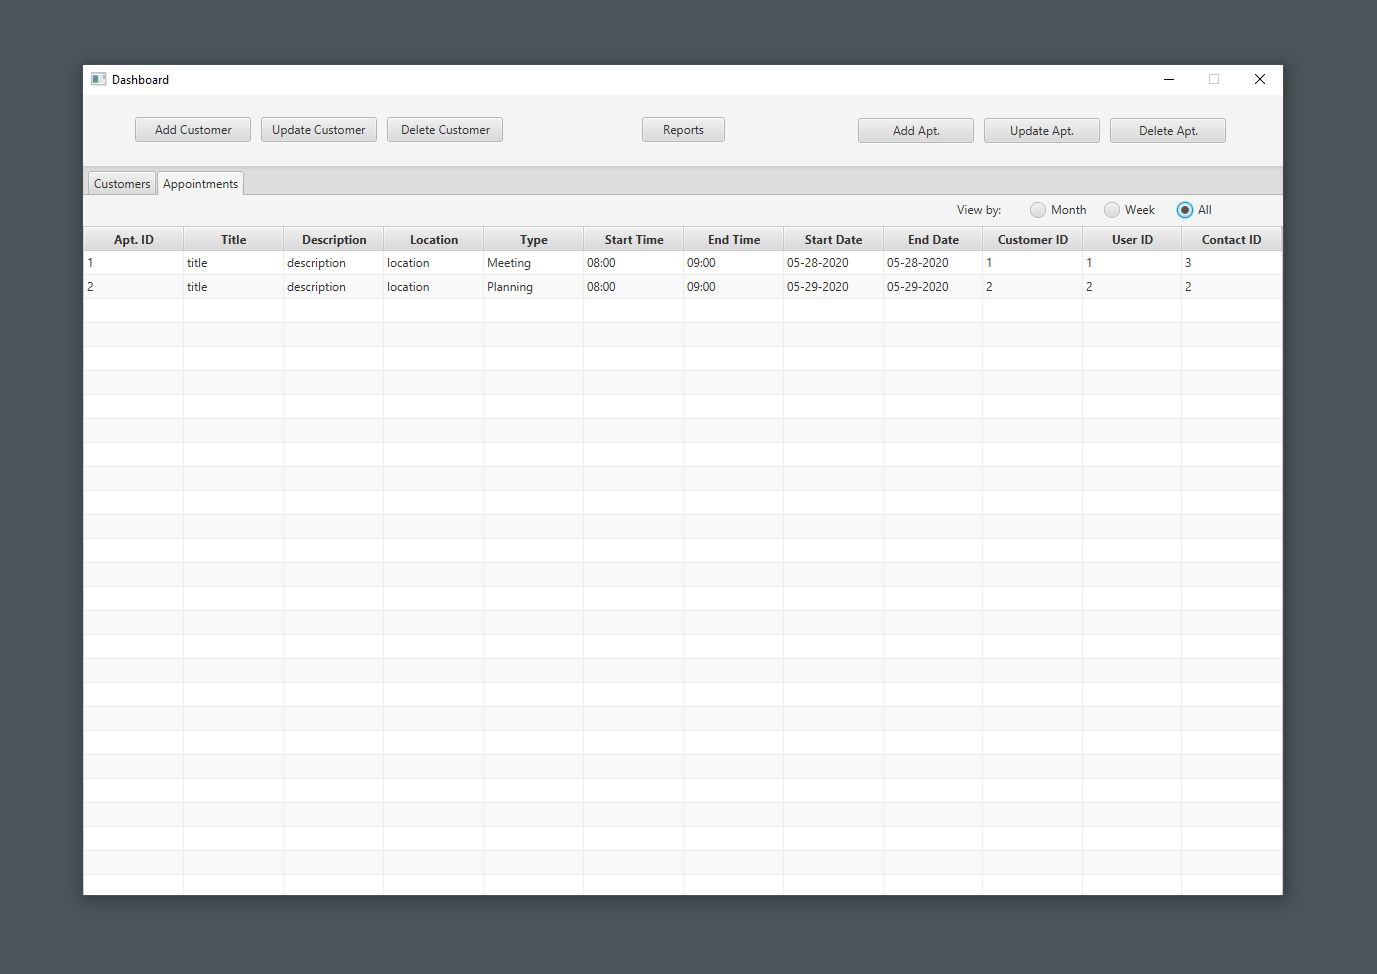 Dashboard
Add Customer Update Customer Delete Customer Reports Add Apt. Update Apt. Delete Apt.
Customers Appointments
View by: Month Week All
Apt. ID Title Description Location Type Start Time End Time Start Date End Date Customer ID User ID Contact ID
1 title description location Meeting 08:00 09:00 05-28-2020 05-28-2020 1 1 3
2 title description location Planning 08:00 09:00 05-29-2020 05-29-2020 2 2 2